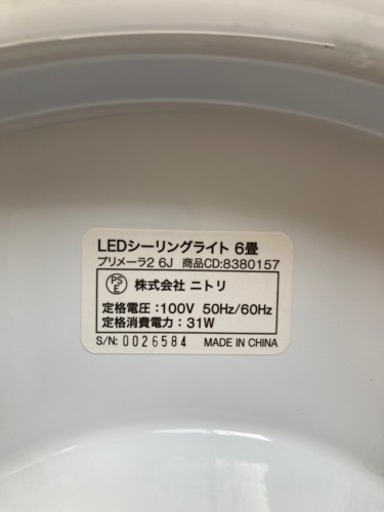 LEDシーリングライト 6畳
プリメーラ2 6J 商品CD:8380157
PSE 株式会社 ニトリ
定格電圧:100V 50Hz/60Hz
定格消費電力:31W
S/N: 0026584 MADE IN CHINA